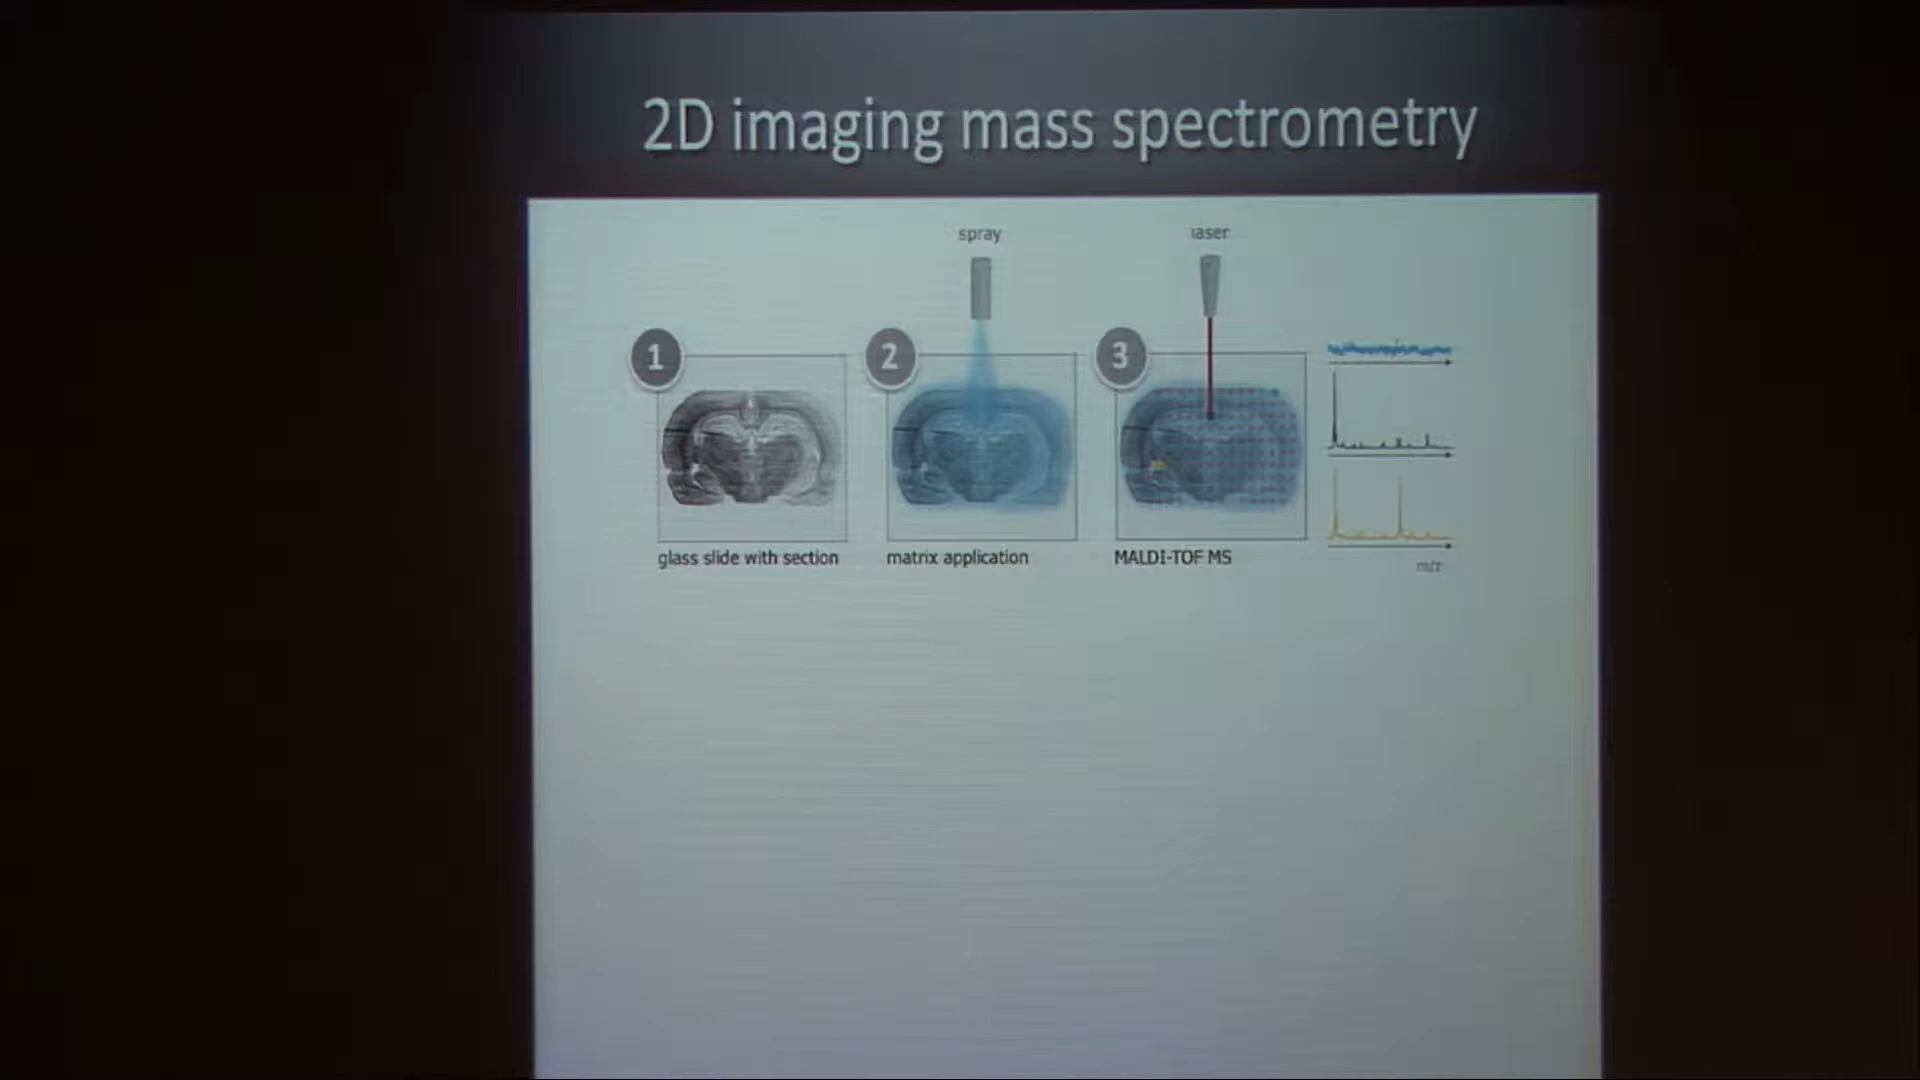 2D imaging mass spectrometry
spray
laser
1
2
3
glass slide with section
matrix application
MALDI-TOF MS
m/z